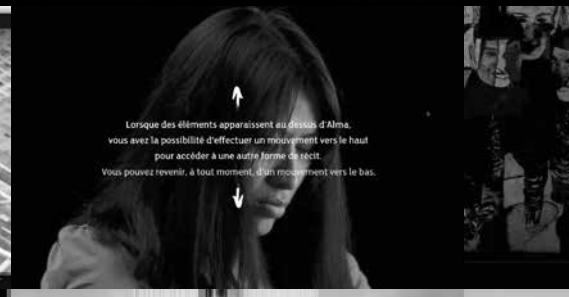 Lorsque des éléments apparaissent au dessus d'Alma,
vous avez la possibilité d'effectuer un mouvement vers le haut
pour accéder à une autre forme de récit.
Vous pouvez revenir, à tout moment, d'un mouvement vers le bas.